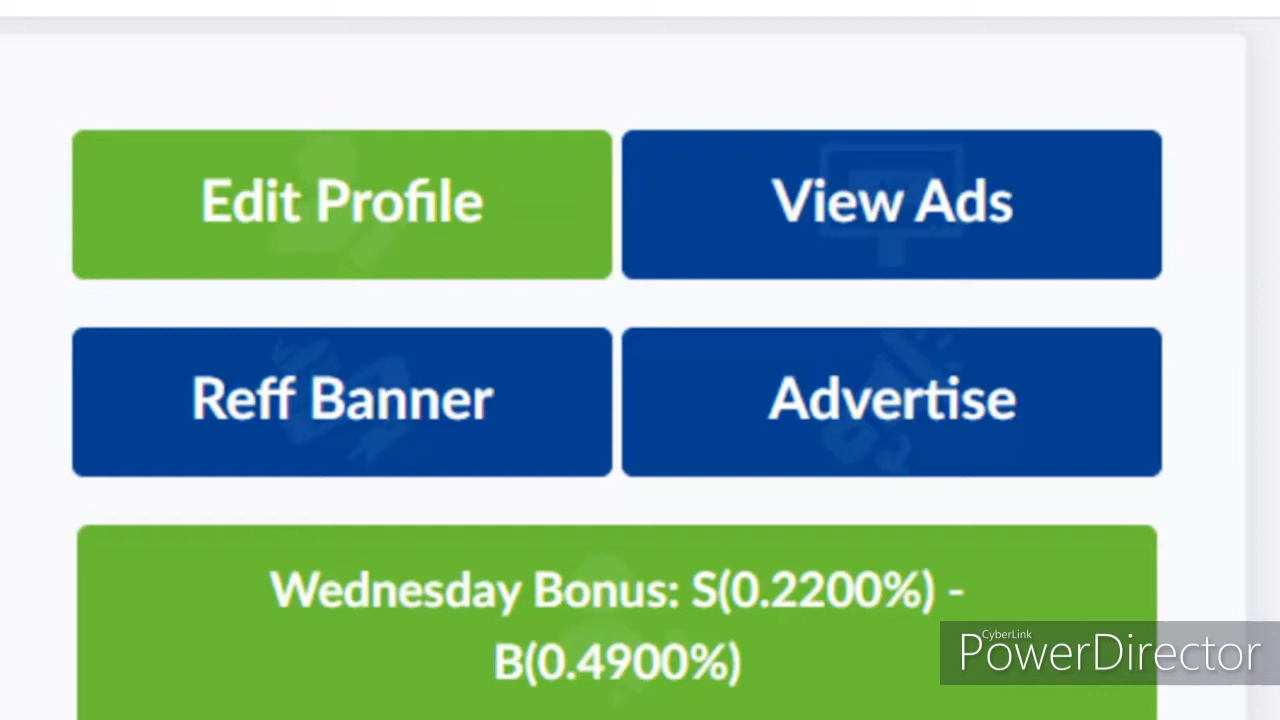 Edit Profile
View Ads
Reff Banner
Advertise
Wednesday Bonus: S(0.2200%) -
B(0.4900%)
CyberLink
PowerDirector